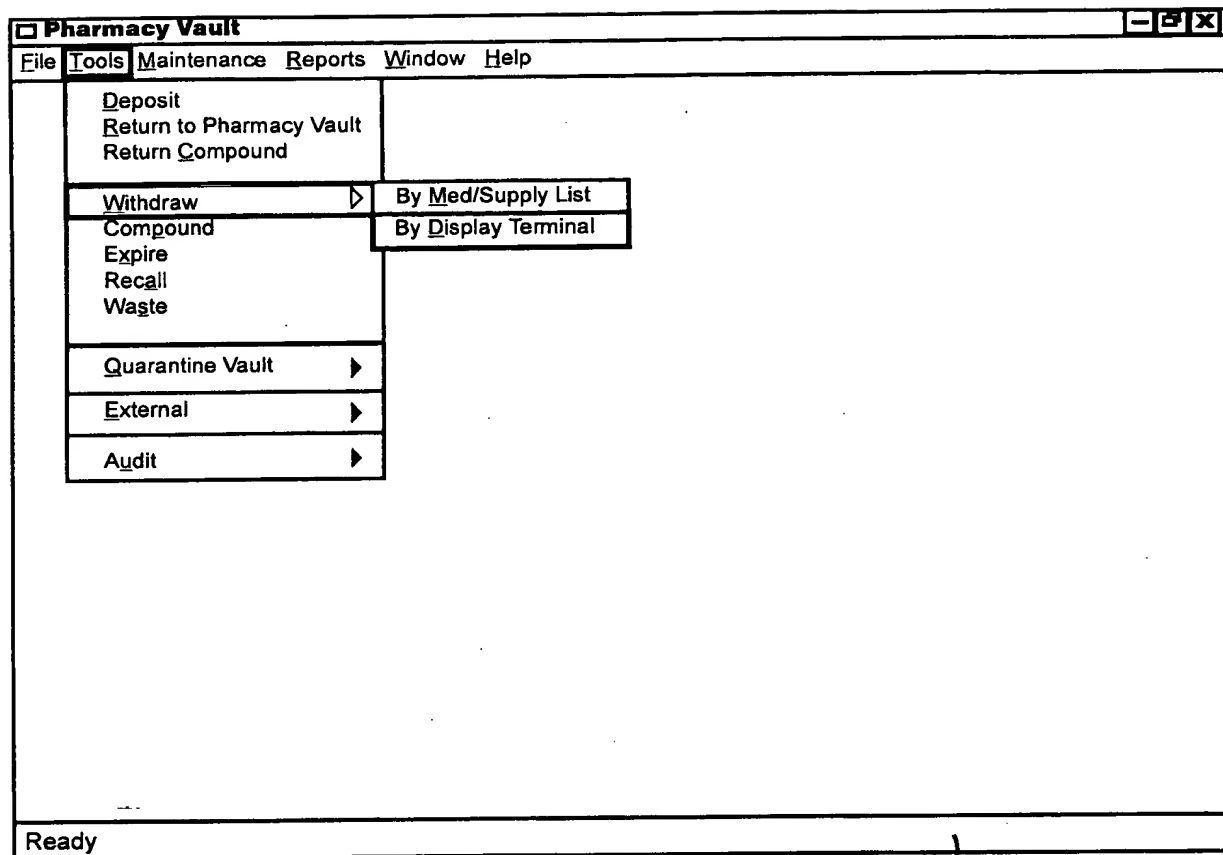 Pharmacy Vault
File Tools Maintenance Reports Window Help
Deposit
Return to Pharmacy Vault
Return Compound
Withdraw
By Med/Supply List
By Display Terminal
Compound
Expire
Recall
Waste
Quarantine Vault
External
Audit
Ready